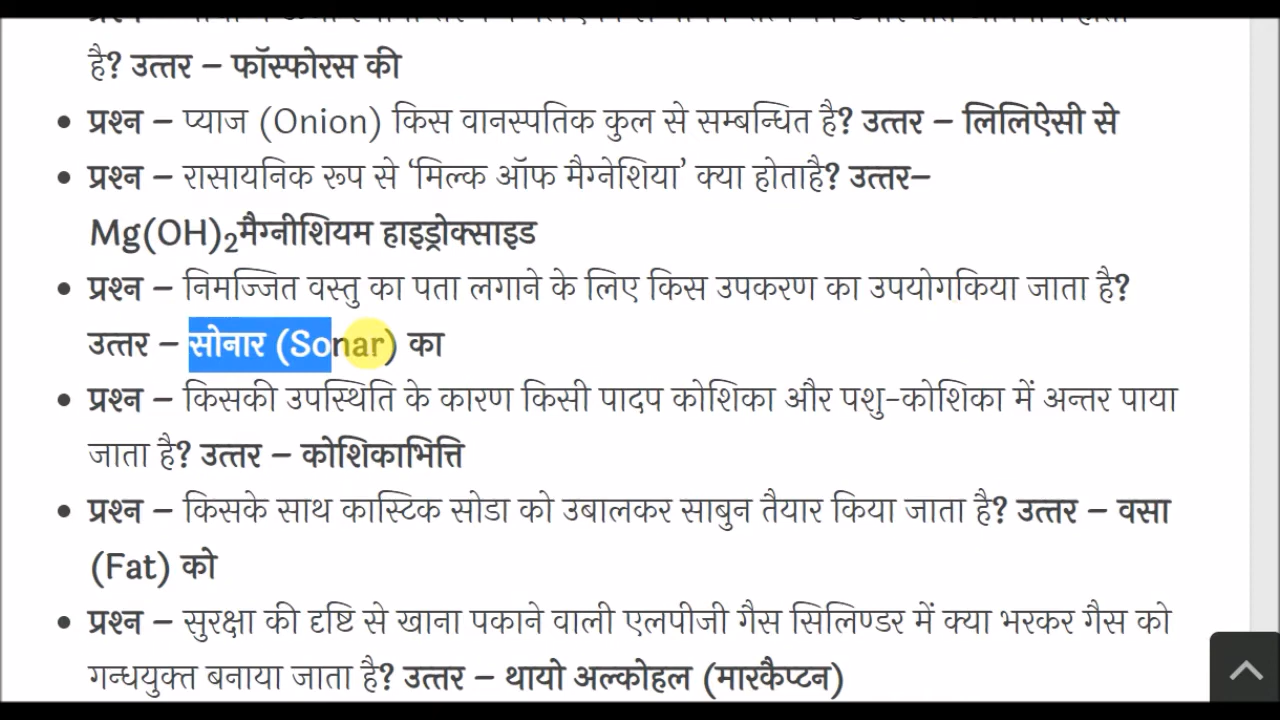 है? उत्तर – फॉस्फोरस की
प्रश्न – प्याज (Onion) किस वानस्पतिक कुल से सम्बन्धित है? उत्तर – लिलिऐसी से
प्रश्न – रासायनिक रूप से ‘मिल्क ऑफ मैग्नेशिया’ क्या होताहै? उत्तर–
Mg(OH)₂मैग्नीशियम हाइड्रोक्साइड
प्रश्न – निमज्जित वस्तु का पता लगाने के लिए किस उपकरण का उपयोगकिया जाता है?
उत्तर – सोनार (Sonar) का
प्रश्न – किसकी उपस्थिति के कारण किसी पादप कोशिका और पशु-कोशिका में अन्तर पाया
जाता है? उत्तर – कोशिकाभित्ति
प्रश्न – किसके साथ कास्टिक सोडा को उबालकर साबुन तैयार किया जाता है? उत्तर – वसा
(Fat) को
प्रश्न – सुरक्षा की दृष्टि से खाना पकाने वाली एलपीजी गैस सिलिण्डर में क्या भरकर गैस को
गन्धयुक्त बनाया जाता है? उत्तर – थायो अल्कोहल (मारकैप्टन)